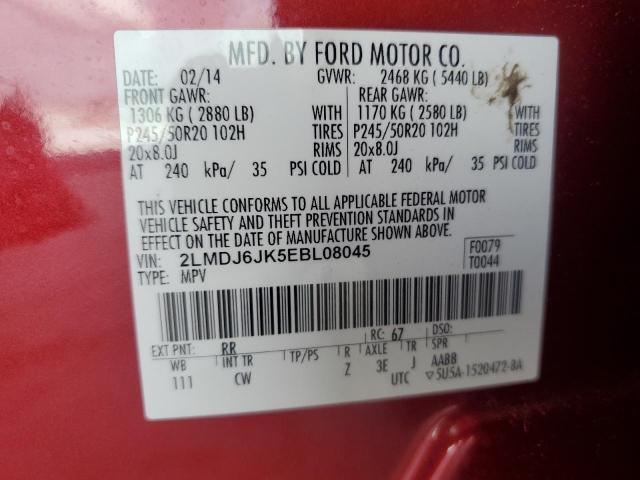 MFD. BY FORD MOTOR CO.
DATE: 02/14 GVWR: 2468 KG ( 5440 LB)
FRONT GAWR: REAR GAWR:
1306 KG ( 2880 LB) 1170 KG ( 2580 LB) WITH
P245/50R20 102H TIRES P245/50R20 102H TIRES
20x8.0J RIMS 20x8.0J RIMS
AT 240 kPa/ 35 PSI COLD AT 240 kPa/ 35 PSI COLD
THIS VEHICLE CONFORMS TO ALL APPLICABLE FEDERAL MOTOR
VEHICLE SAFETY AND THEFT PREVENTION STANDARDS IN
EFFECT ON THE DATE OF MANUFACTURE SHOWN ABOVE.
VIN: 2LMDJ6JK5EBL08045 F0079
TYPE: MPV T0044
EXT PNT: RR RC: 67 DSO:
WB INT TR TP/PS R AXLE TR SPR
111 CW Z 3E J AABB
UTC ▽5U5A-1520472-BA